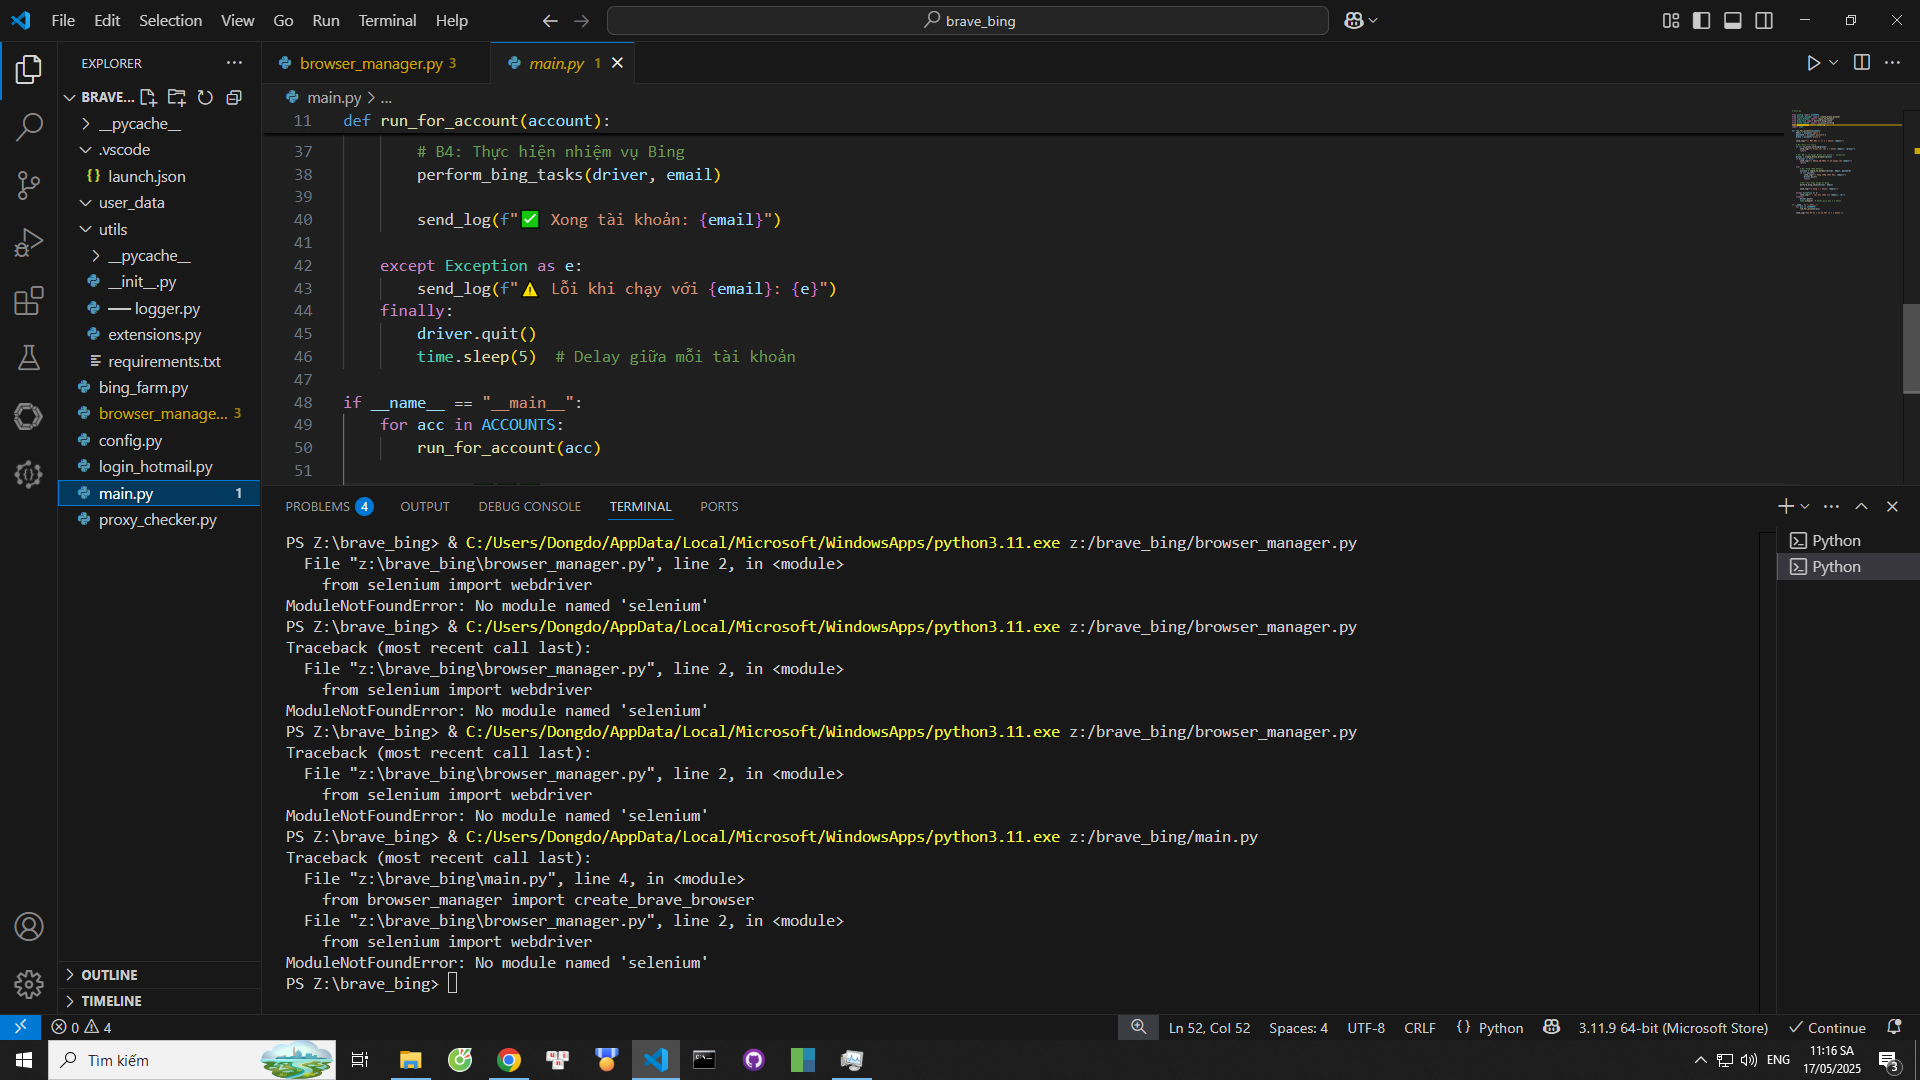 File Edit Selection View Go Run Terminal Help
brave_bing
EXPLORER
BRAVE...
__pycache__
.vscode
launch.json
user_data
utils
__pycache__
__init__.py
── logger.py
extensions.py
requirements.txt
bing_farm.py
browser_manage... 3
config.py
login_hotmail.py
main.py 1
proxy_checker.py
OUTLINE
TIMELINE
browser_manager.py 3
main.py 1
main.py > ...
11 def run_for_account(account):
37 # B4: Thực hiện nhiệm vụ Bing
38 perform_bing_tasks(driver, email)
39
40 send_log(f"✅ Xong tài khoản: {email}")
41
42 except Exception as e:
43 send_log(f"⚠️ Lỗi khi chạy với {email}: {e}")
44 finally:
45 driver.quit()
46 time.sleep(5)  # Delay giữa mỗi tài khoản
47
48 if __name__ == "__main__":
49 for acc in ACCOUNTS:
50 run_for_account(acc)
51
PROBLEMS 4 OUTPUT DEBUG CONSOLE TERMINAL PORTS
PS Z:\brave_bing> & C:/Users/Dongdo/AppData/Local/Microsoft/WindowsApps/python3.11.exe z:/brave_bing/browser_manager.py
File "z:\brave_bing\browser_manager.py", line 2, in <module>
from selenium import webdriver
ModuleNotFoundError: No module named 'selenium'
PS Z:\brave_bing> & C:/Users/Dongdo/AppData/Local/Microsoft/WindowsApps/python3.11.exe z:/brave_bing/browser_manager.py
Traceback (most recent call last):
File "z:\brave_bing\browser_manager.py", line 2, in <module>
from selenium import webdriver
ModuleNotFoundError: No module named 'selenium'
PS Z:\brave_bing> & C:/Users/Dongdo/AppData/Local/Microsoft/WindowsApps/python3.11.exe z:/brave_bing/browser_manager.py
Traceback (most recent call last):
File "z:\brave_bing\browser_manager.py", line 2, in <module>
from selenium import webdriver
ModuleNotFoundError: No module named 'selenium'
PS Z:\brave_bing> & C:/Users/Dongdo/AppData/Local/Microsoft/WindowsApps/python3.11.exe z:/brave_bing/main.py
Traceback (most recent call last):
File "z:\brave_bing\main.py", line 4, in <module>
from browser_manager import create_brave_browser
File "z:\brave_bing\browser_manager.py", line 2, in <module>
from selenium import webdriver
ModuleNotFoundError: No module named 'selenium'
PS Z:\brave_bing>
Python
Python
0 4
Ln 52, Col 52 Spaces: 4 UTF-8 CRLF {} Python 3.11.9 64-bit (Microsoft Store) Continue
Tìm kiếm
ENG
11:16 SA
17/05/2025
3